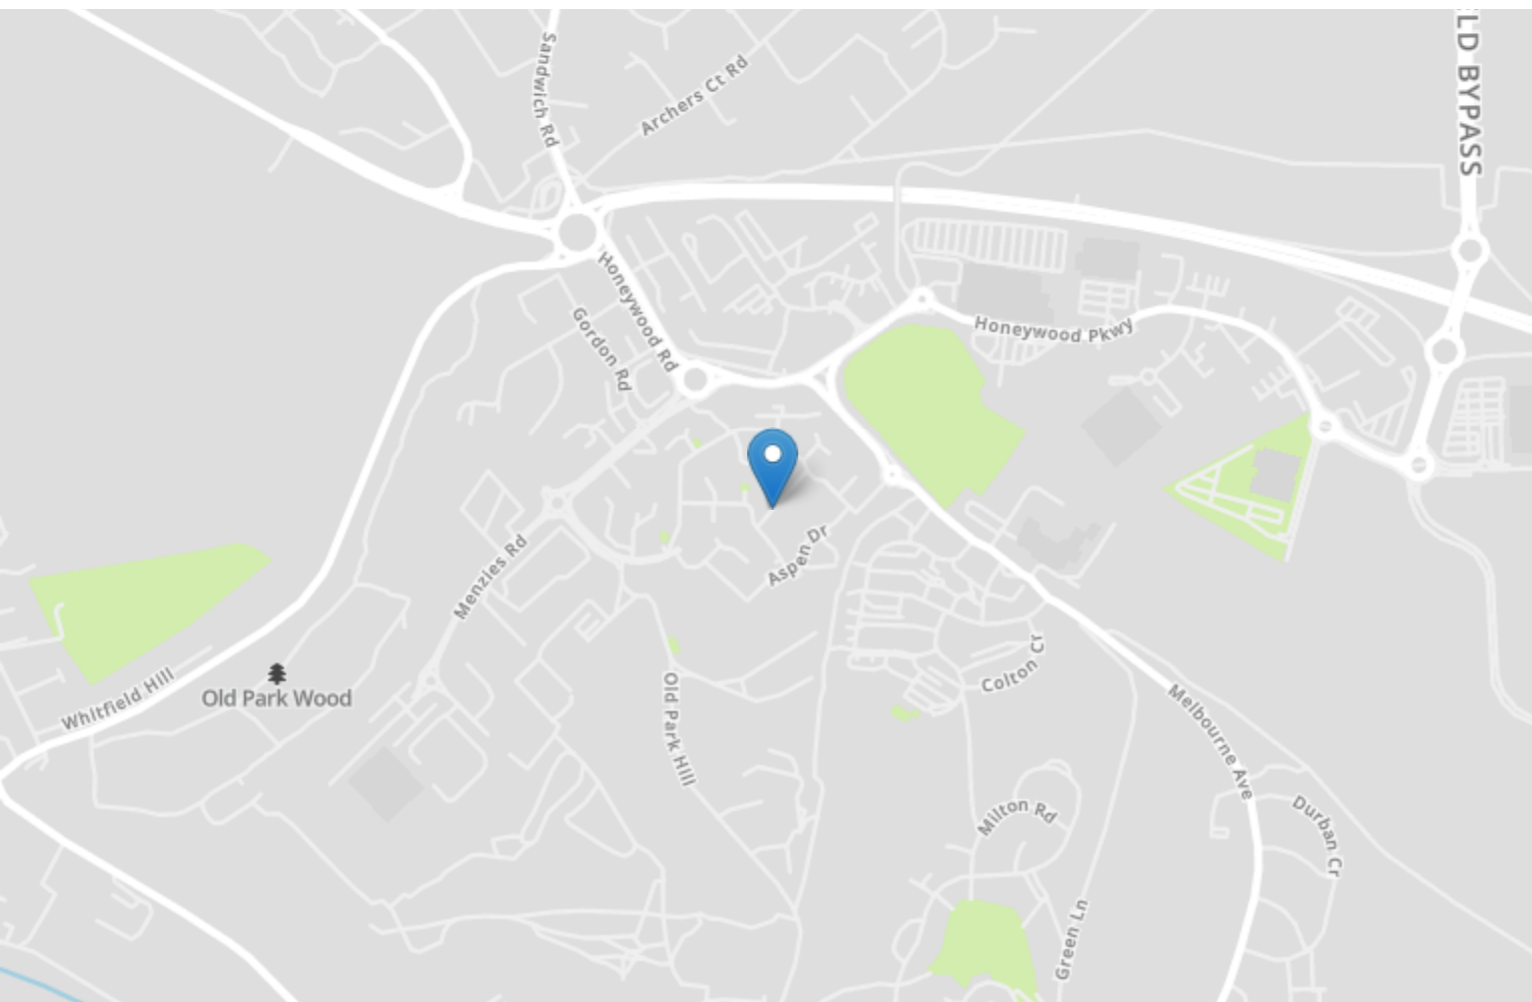 LD BYPASS
Sandwich Rd
Archers Ct Rd
Honeywood Rd
Gordon Rd
Honeywood Pkwy
Menzies Rd
Aspen Dr
Old Park Wood
Whitfield Hill
Old Park Hill
Colton Cr
Melbourne Ave
Milton Rd
Durban Cr
Green Ln